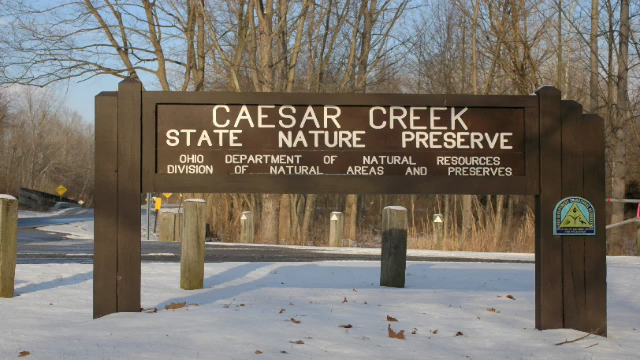 CAESAR CREEK
STATE NATURE PRESERVE
OHIO DEPARTMENT OF NATURAL RESOURCES
DIVISION OF NATURAL AREAS AND PRESERVES